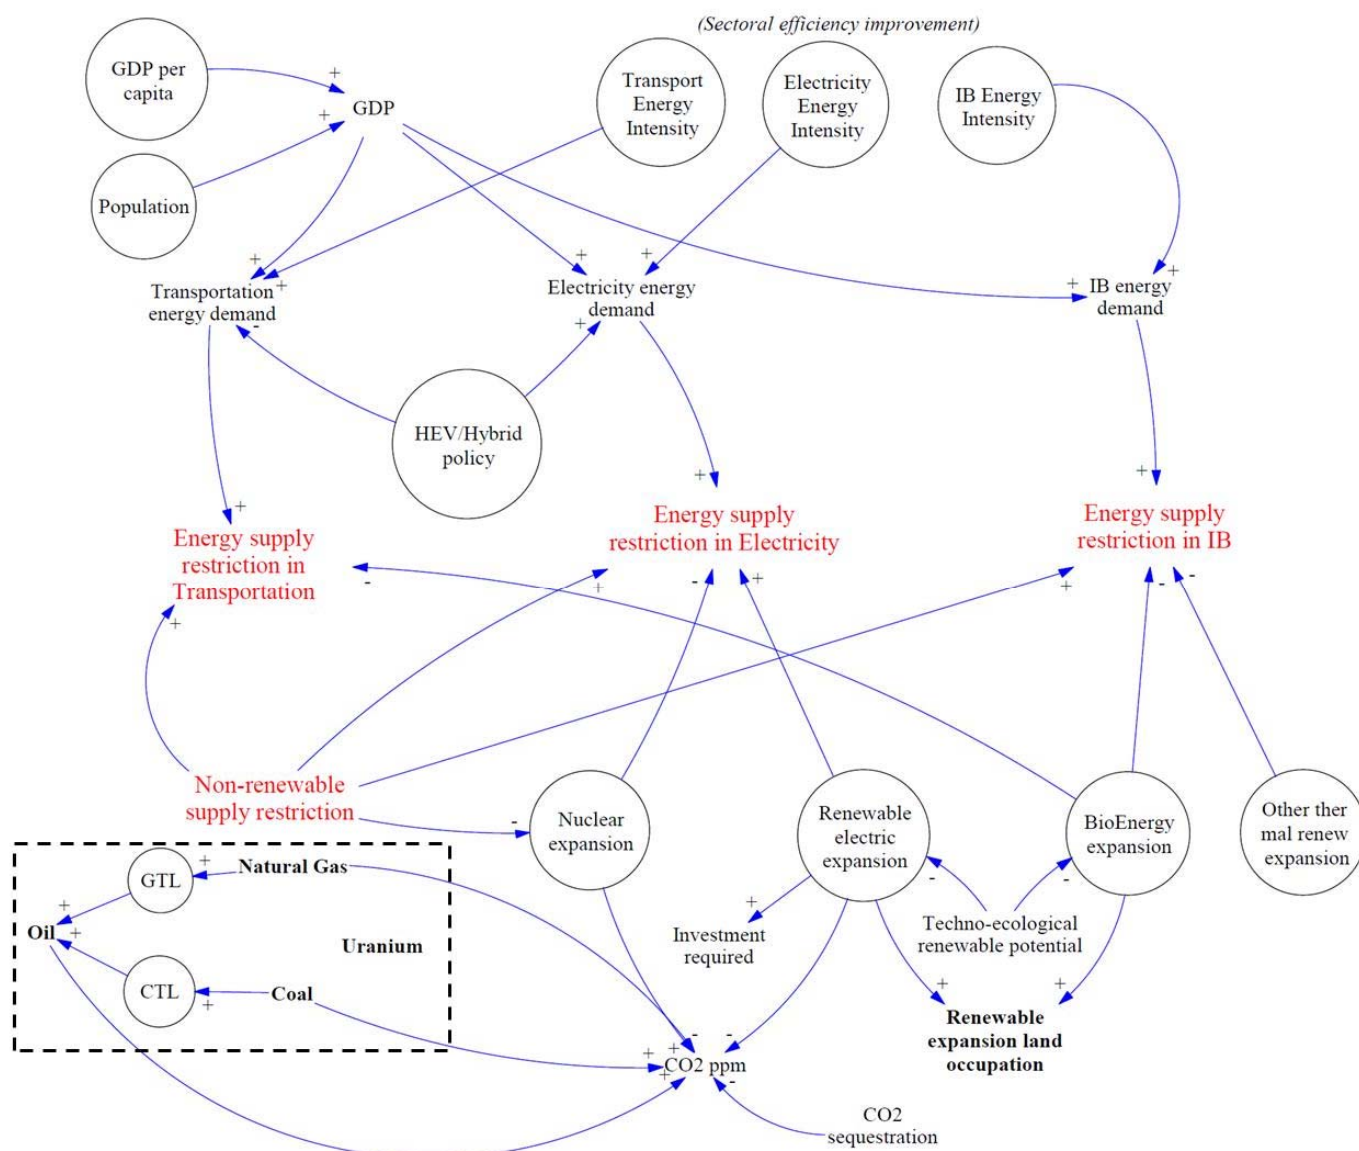 (Sectoral efficiency improvement)
GDP per
capita
Transport
Energy
Intensity
Electricity
Energy
Intensity
IB Energy
Intensity
+
GDP
+
Population
+
+
Transportation
energy demand
-
+
+
Electricity energy
demand
+
+
+
IB energy
demand
HEV/Hybrid
policy
+
+
+
Energy supply
restriction in
Transportation
Energy supply
restriction in Electricity
Energy supply
restriction in IB
-
+
-
+
+
-
-
+
Non-renewable
supply restriction
-
Nuclear
expansion
Renewable
electric
expansion
BioEnergy
expansion
Other ther
mal renew
expansion
GTL
+
Natural Gas
-
-
+
Oil
+
Uranium
+
Investment
required
Techno-ecological
renewable potential
CTL
+
Coal
+
+
Renewable
expansion land
occupation
+
+
-
-
+
CO2 ppm
-
CO2
sequestration